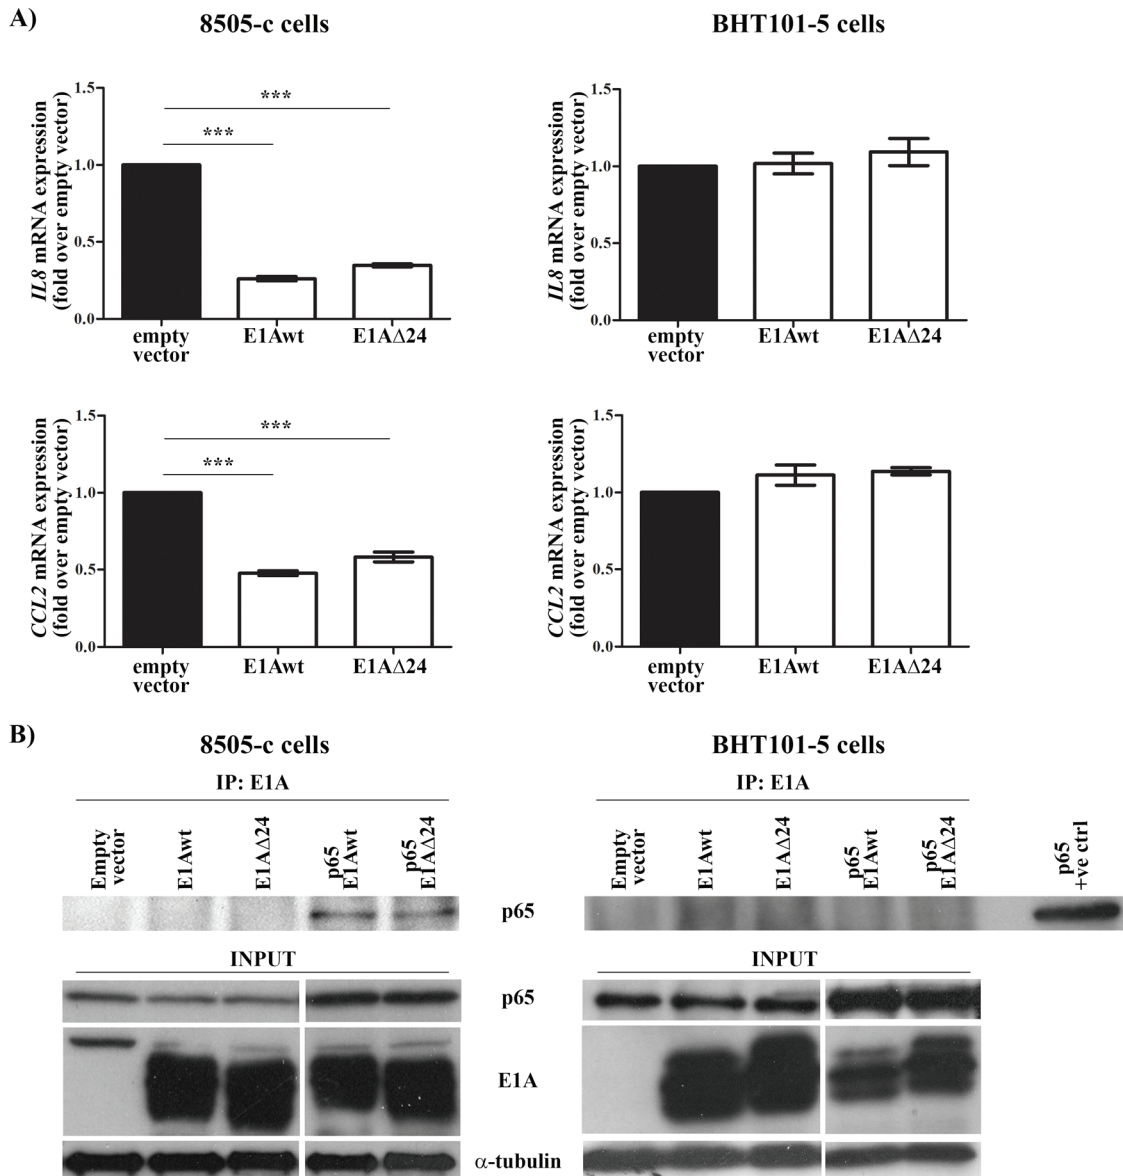 A)
8505-c cells
BHT101-5 cells
IL8 mRNA expression
(fold over empty vector)
1.5
1.0
0.5
0.0
***
***
empty
vector
E1Awt
E1AΔ24
IL8 mRNA expression
(fold over empty vector)
1.5
1.0
0.5
0.0
empty
vector
E1Awt
E1AΔ24
CCL2 mRNA expression
(fold over empty vector)
1.5
1.0
0.5
0.0
***
***
empty
vector
E1Awt
E1AΔ24
CCL2 mRNA expression
(fold over empty vector)
1.5
1.0
0.5
0.0
empty
vector
E1Awt
E1AΔ24
B)
8505-c cells
BHT101-5 cells
IP: E1A
IP: E1A
Empty
vector
E1Awt
E1AΔ24
p65
E1Awt
p65
E1AΔ24
Empty
vector
E1Awt
E1AΔ24
p65
E1Awt
p65
E1AΔ24
p65
+ve ctrl
p65
INPUT
INPUT
p65
E1A
α-tubulin